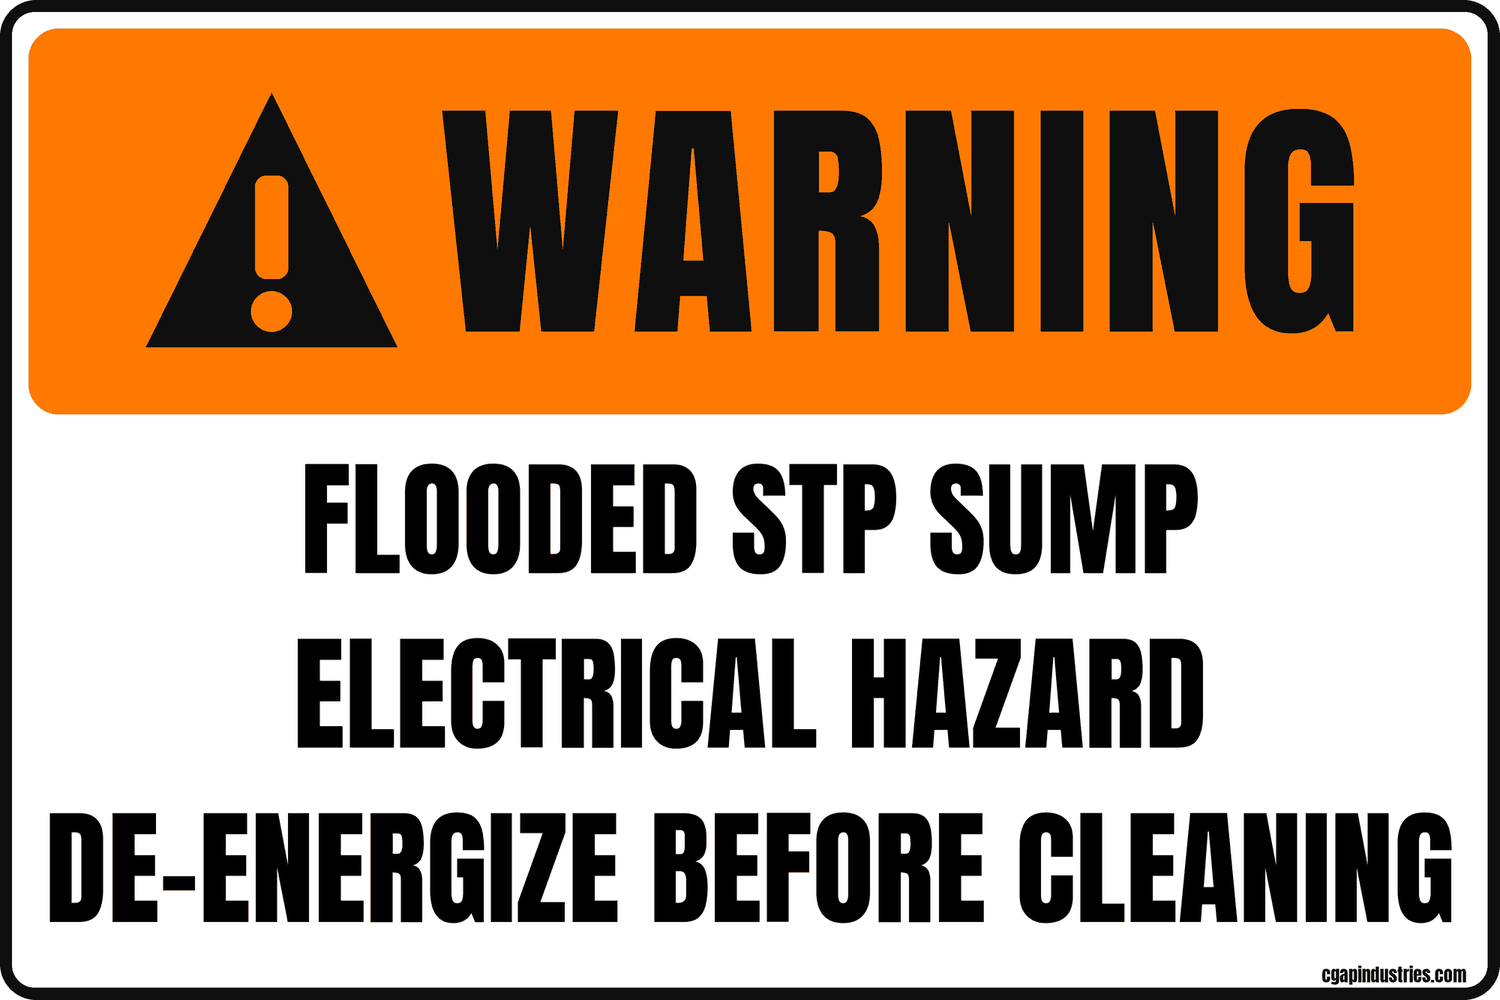 WARNING
FLOODED STP SUMP
ELECTRICAL HAZARD
DE-ENERGIZE BEFORE CLEANING
cgapindustries.com